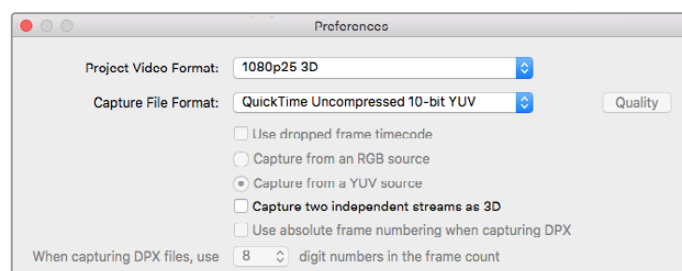 Preferences
Project Video Format: 1080p25 3D
Capture File Format: QuickTime Uncompressed 10-bit YUV Quality
Use dropped frame timecode
Capture from an RGB source
Capture from a YUV source
Capture two independent streams as 3D
Use absolute frame numbering when capturing DPX
When capturing DPX files, use 8 digit numbers in the frame count